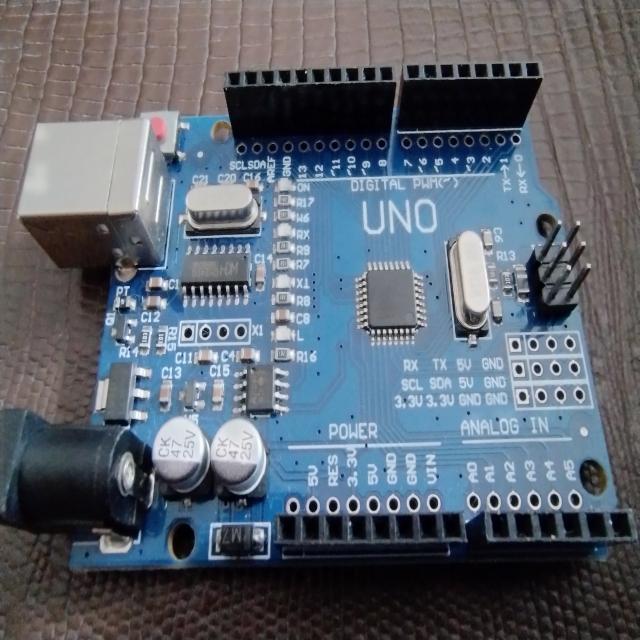 SCL SDA AREF GND 13 12 ~11 ~10 ~9 8 7 ~6 ~5 4 ~3 2 TX→1 RX←0
DIGITAL PWM(~)
UNO
C21 C20 C16
ON
R17
RX
R9
R7
C6
R13
X1
R8
C8
L
R16
C12
R14
X1
C11 C4
C13 C15
RX TX 5V GND
SCL SDA 5V GND
3.3V 3.3V GND GND
CK
47
25V
CK
47
25V
POWER
ANALOG IN
5V RES 3.3V 5V GND GND VIN A0 A1 A2 A3 A4 A5
M7